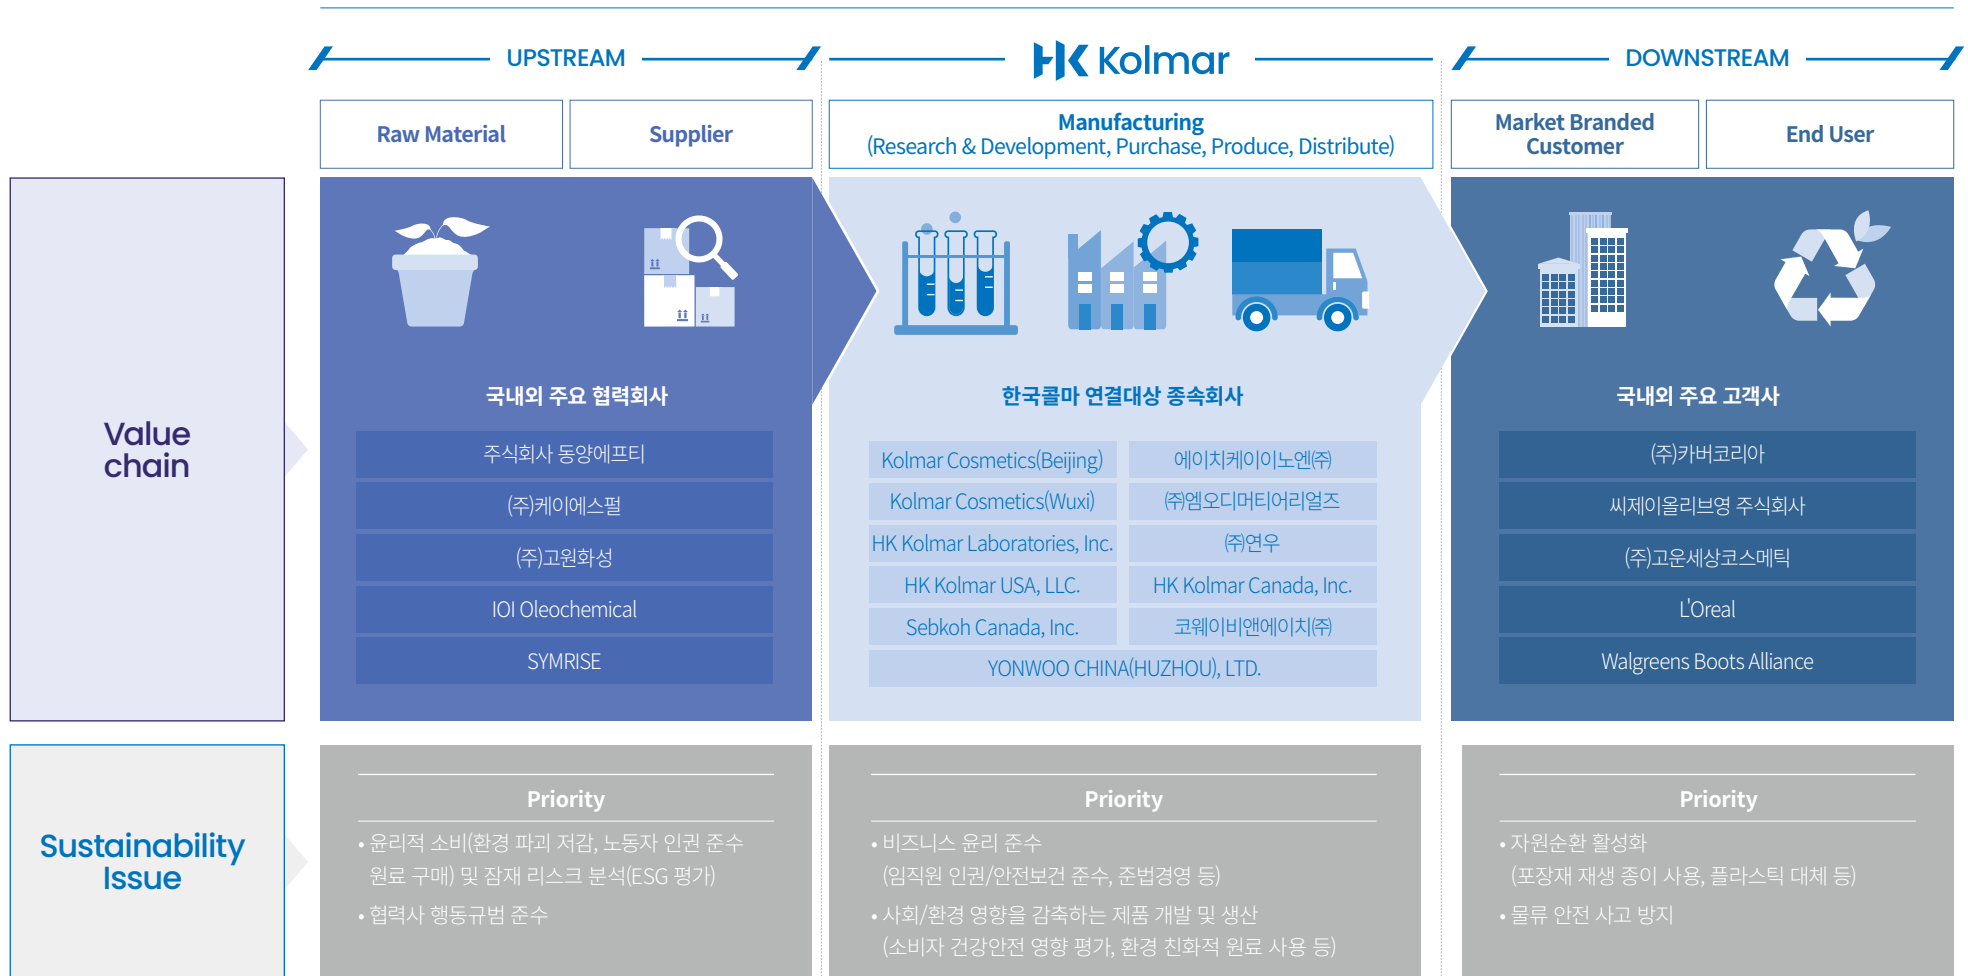 UPSTREAM
HK Kolmar
DOWNSTREAM
Raw Material
Supplier
Manufacturing
(Research & Development, Purchase, Produce, Distribute)
Market Branded
Customer
End User
Value
chain
국내외 주요 협력회사
주식회사 동양에프티
(주)케이에스펄
(주)고원화성
IOI Oleochemical
SYMRISE
한국콜마 연결대상 종속회사
Kolmar Cosmetics(Beijing)
에이치케이이노엔㈜
Kolmar Cosmetics(Wuxi)
㈜엠오디머티어리얼즈
HK Kolmar Laboratories, Inc.
㈜연우
HK Kolmar USA, LLC.
HK Kolmar Canada, Inc.
Sebkoh Canada, Inc.
코웨이비앤에이치㈜
YONWOO CHINA(HUZHOU), LTD.
국내외 주요 고객사
(주)카버코리아
씨제이올리브영 주식회사
(주)고운세상코스메틱
L'Oreal
Walgreens Boots Alliance
Sustainability
Issue
Priority
• 윤리적 소비(환경 파괴 저감, 노동자 인권 준수
원료 구매) 및 잠재 리스크 분석(ESG 평가)
• 협력사 행동규범 준수
Priority
• 비즈니스 윤리 준수
(임직원 인권/안전보건 준수, 준법경영 등)
• 사회/환경 영향을 감축하는 제품 개발 및 생산
(소비자 건강안전 영향 평가, 환경 친화적 원료 사용 등)
Priority
• 자원순환 활성화
(포장재 재생 종이 사용, 플라스틱 대체 등)
• 물류 안전 사고 방지